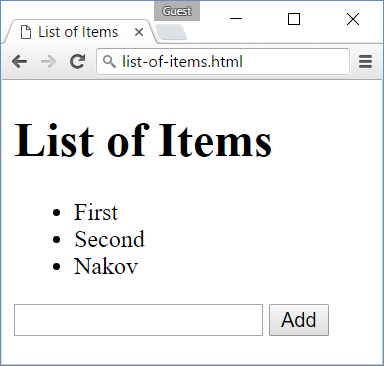 Guest
List of Items
list-of-items.html
List of Items
First
Second
Nakov
Add